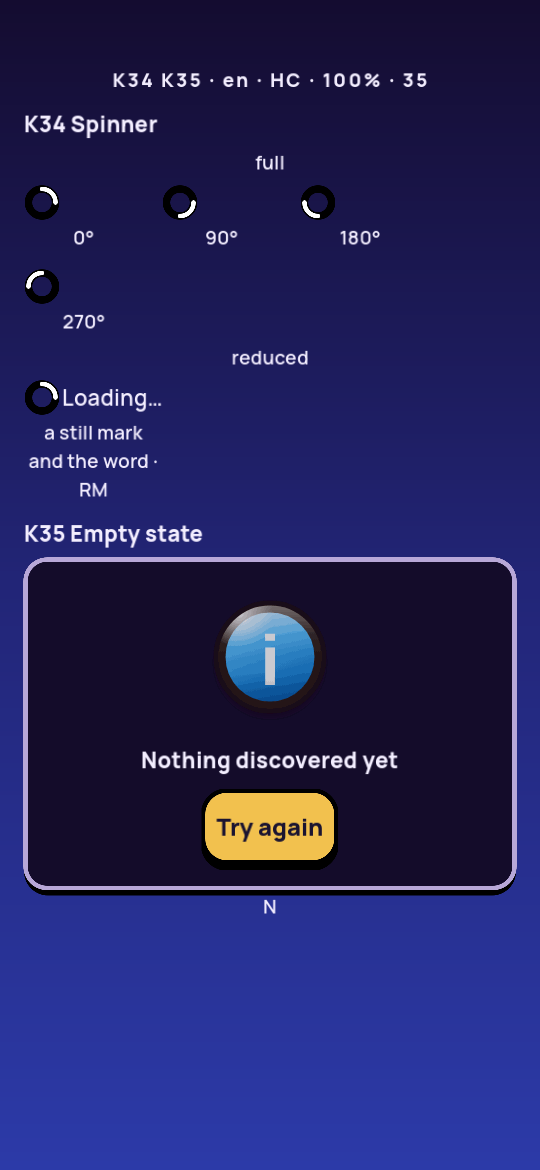 K34 K35 · en · HC · 100% · 35
K34 Spinner
full
0° 90° 180°
270°
reduced
Loading...
a still mark
and the word ·
RM
K35 Empty state
i
Nothing discovered yet
Try again
N